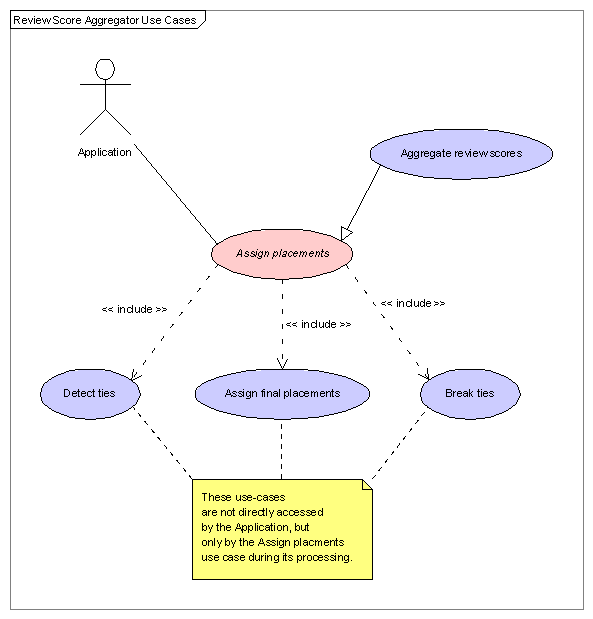 Review Score Aggregator Use Cases
Application
Aggregate review scores
Assign placements
<< include >>
<< include >>
<< include >>
Detect ties
Assign final placements
Break ties
These use-cases
are not directly accessed
by the Application, but
only by the Assign placments
use case during its processing.